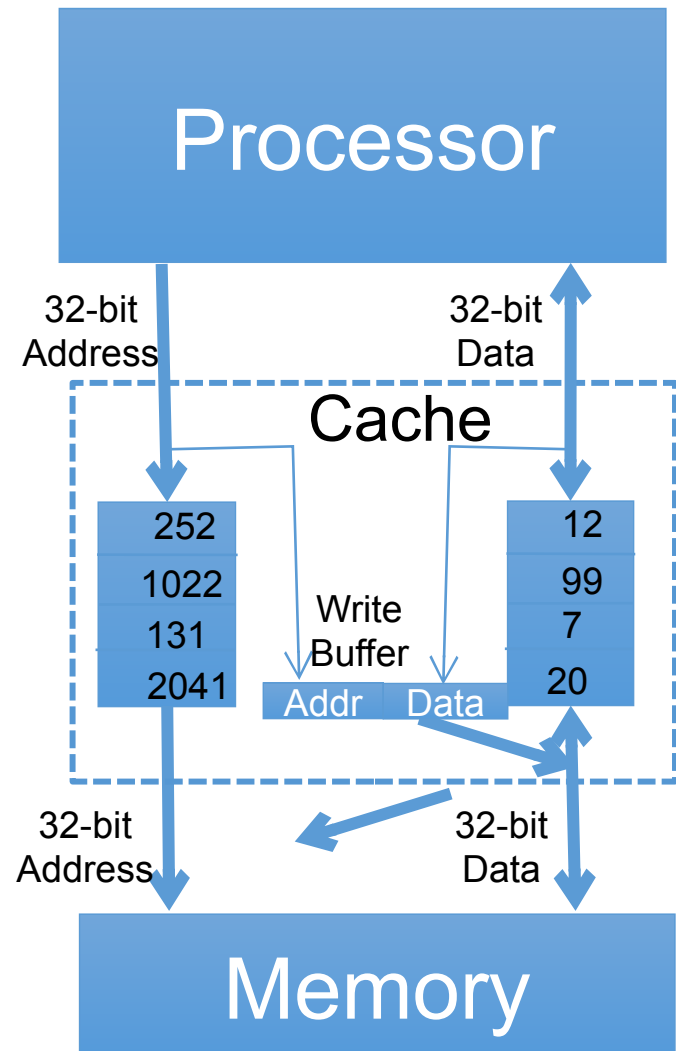 Processor
32-bit
Address
32-bit
Data
Cache
252
12
1022
99
131
7
Write
Buffer
2041
20
Addr
Data
32-bit
Address
32-bit
Data
Memory